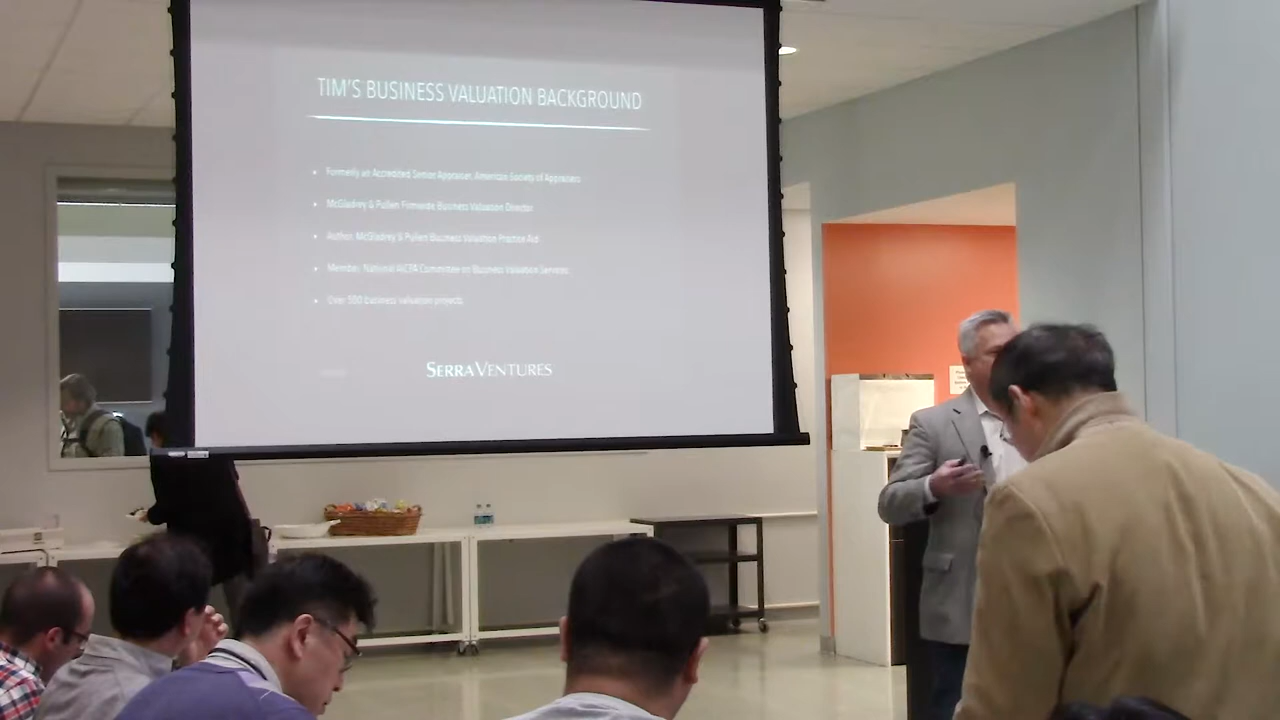 TIM'S BUSINESS VALUATION BACKGROUND
• Formerly an Accredited Senior Appraiser, American Society of Appraisers
• McGladrey & Pullen Firmwide Business Valuation Director
• Author, McGladrey & Pullen Business Valuation Practice Aid
• Member, National AICPA Committee on Business Valuation Services
• Over 500 business valuation projects
SERRAVENTURES